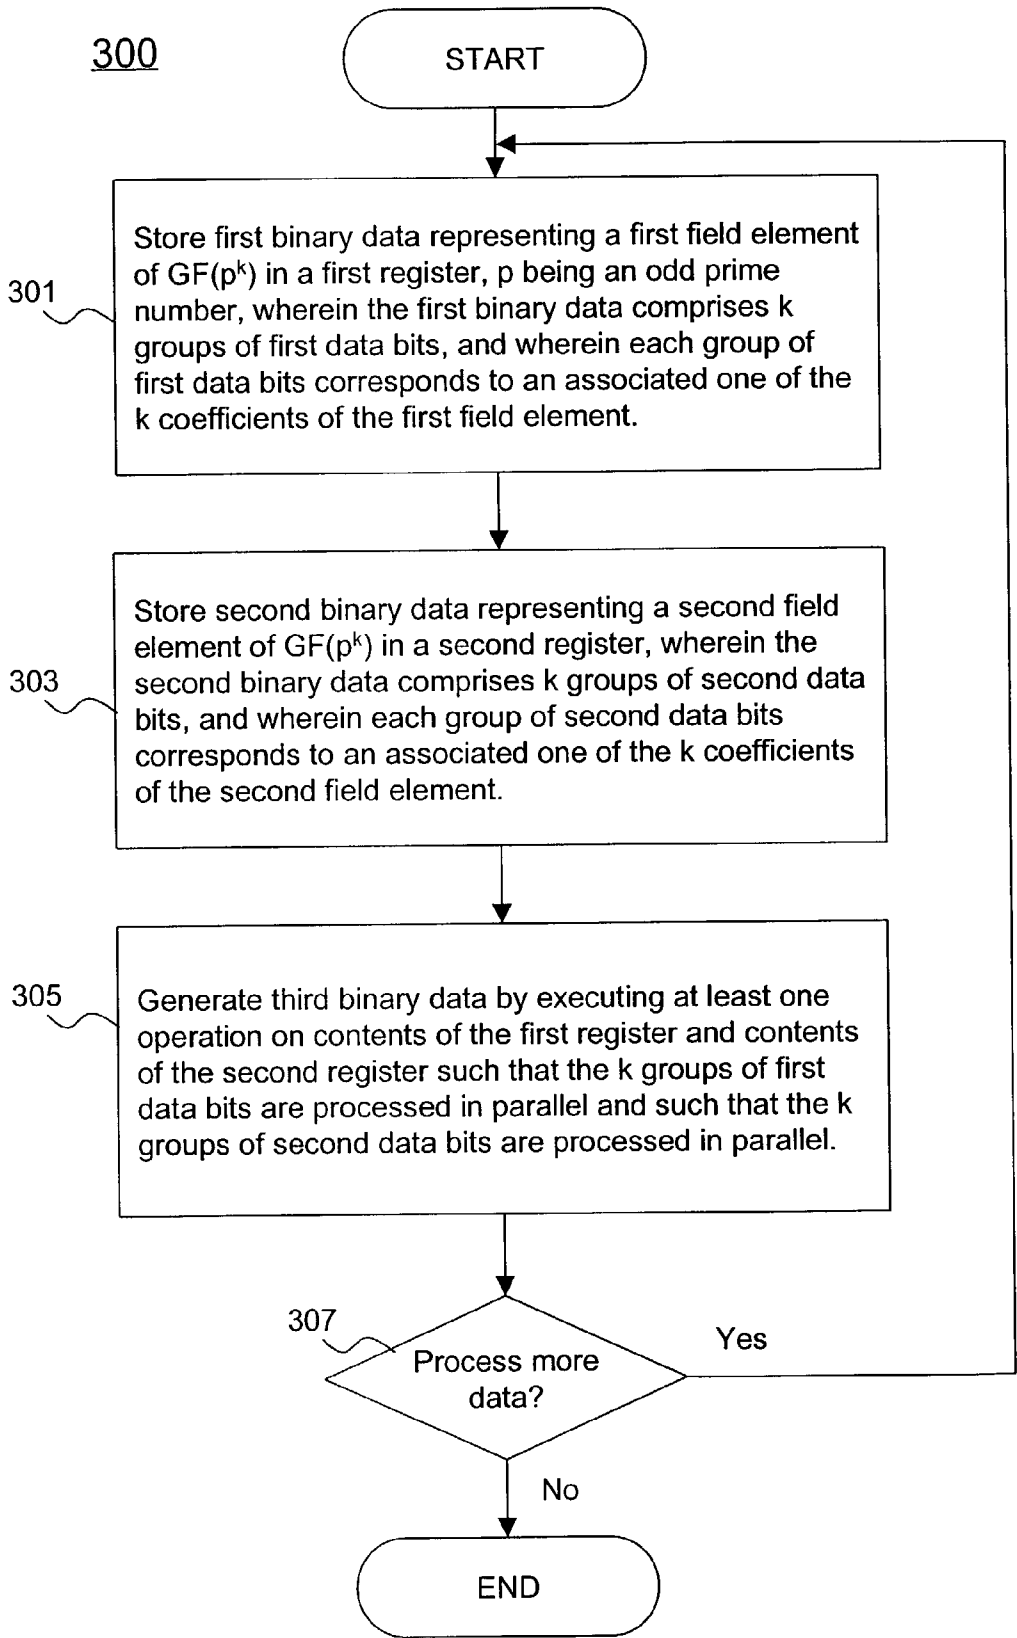 300
START
301
Store first binary data representing a first field element
of GF(pᵏ) in a first register, p being an odd prime
number, wherein the first binary data comprises k
groups of first data bits, and wherein each group of
first data bits corresponds to an associated one of the
k coefficients of the first field element.
303
Store second binary data representing a second field
element of GF(pᵏ) in a second register, wherein the
second binary data comprises k groups of second data
bits, and wherein each group of second data bits
corresponds to an associated one of the k coefficients
of the second field element.
305
Generate third binary data by executing at least one
operation on contents of the first register and contents
of the second register such that the k groups of first
data bits are processed in parallel and such that the k
groups of second data bits are processed in parallel.
307
Process more
data?
Yes
No
END